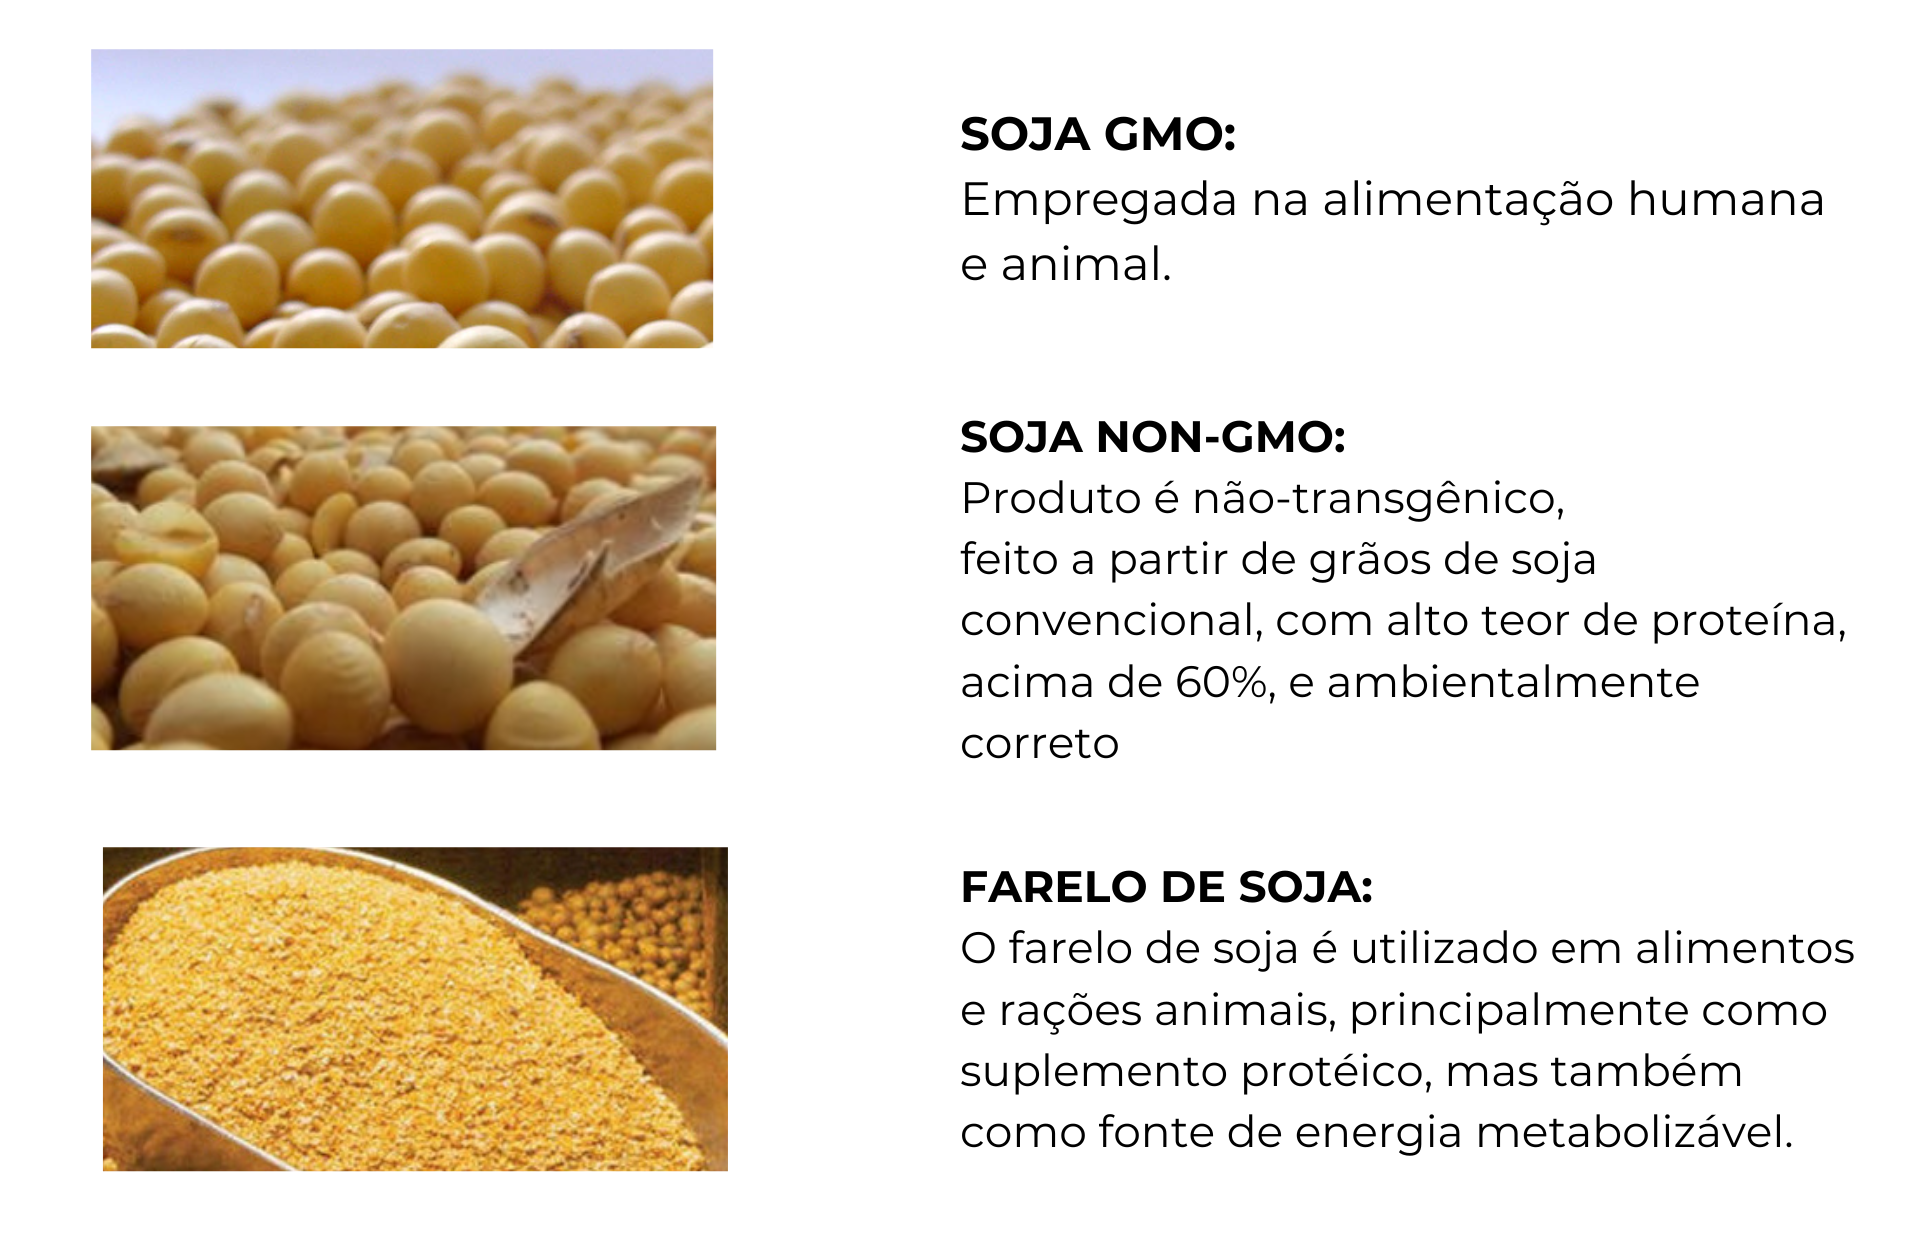 SOJA GMO:
Empregada na alimentação humana
e animal.
SOJA NON-GMO:
Produto é não-transgênico,
feito a partir de grãos de soja
convencional, com alto teor de proteína,
acima de 60%, e ambientalmente
correto
FARELO DE SOJA:
O farelo de soja é utilizado em alimentos
e rações animais, principalmente como
suplemento protéico, mas também
como fonte de energia metabolizável.